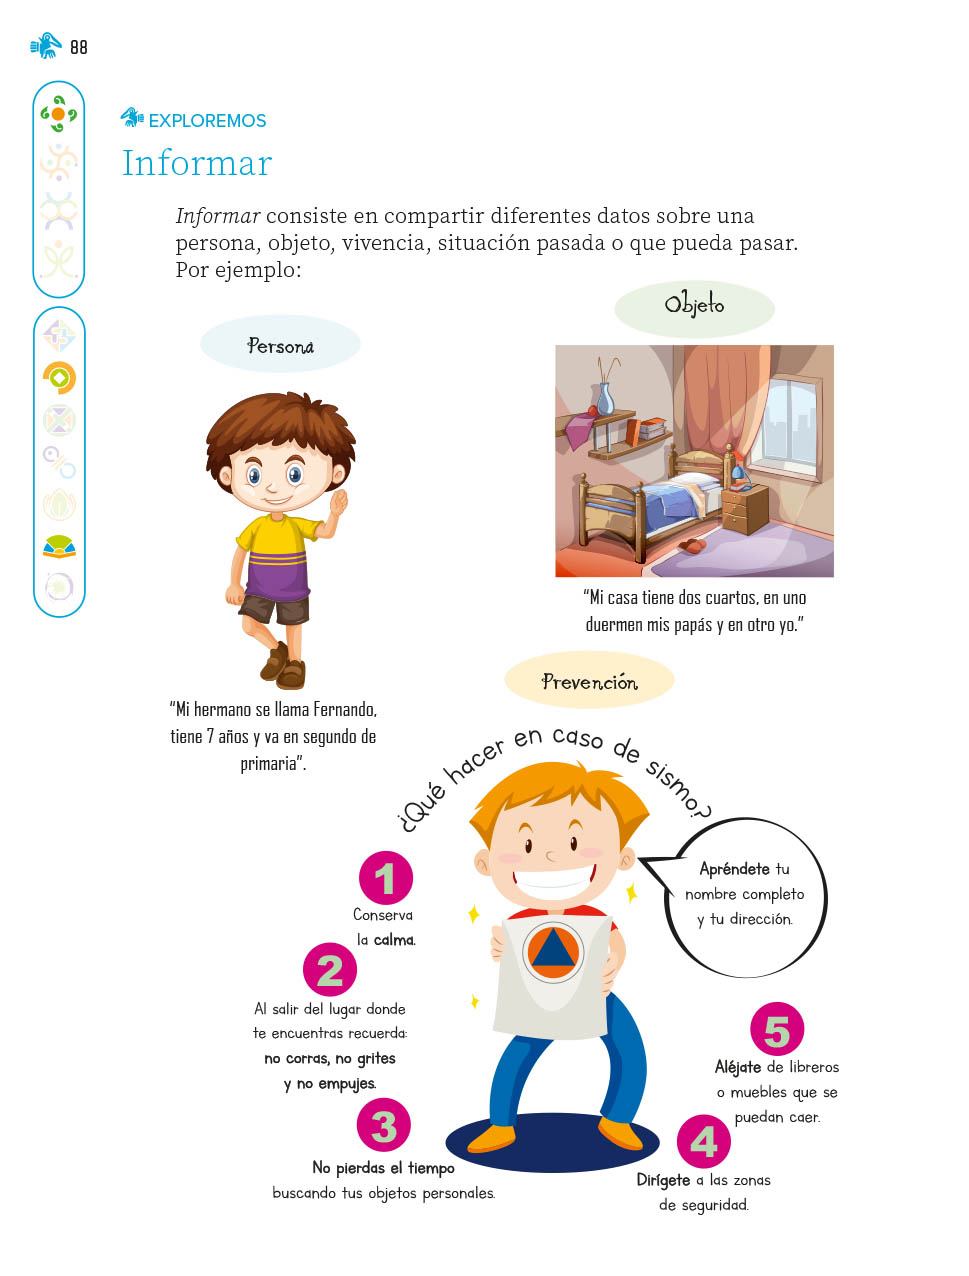 88
EXPLOREMOS
Informar
Informar consiste en compartir diferentes datos sobre una
persona, objeto, vivencia, situación pasada o que pueda pasar.
Por ejemplo:
Persona
"Mi hermano se llama Fernando,
tiene 7 años y va en segundo de
primaria".
Objeto
"Mi casa tiene dos cuartos, en uno
duermen mis papás y en otro yo."
Prevención
¿Qué hacer en caso de sismo?
Apréndete tu
nombre completo
y tu dirección.
1
Conserva
la calma.
2
Al salir del lugar donde
te encuentras recuerda:
no corras, no grites
y no empujes.
3
No pierdas el tiempo
buscando tus objetos personales.
4
Dirígete a las zonas
de seguridad.
5
Aléjate de libreros
o muebles que se
puedan caer.